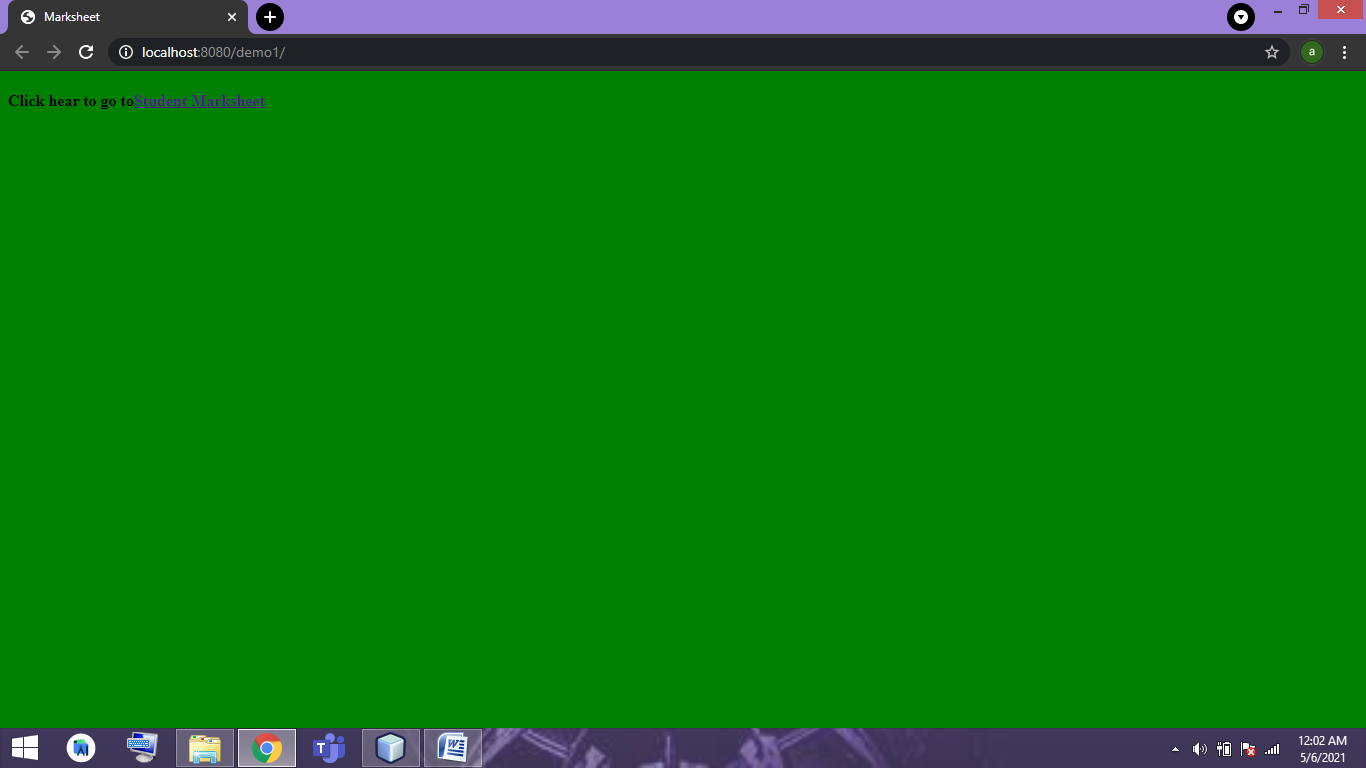 Marksheet
localhost:8080/demo1/
a
Click hear to go toStudent Marksheet
12:02 AM
5/6/2021